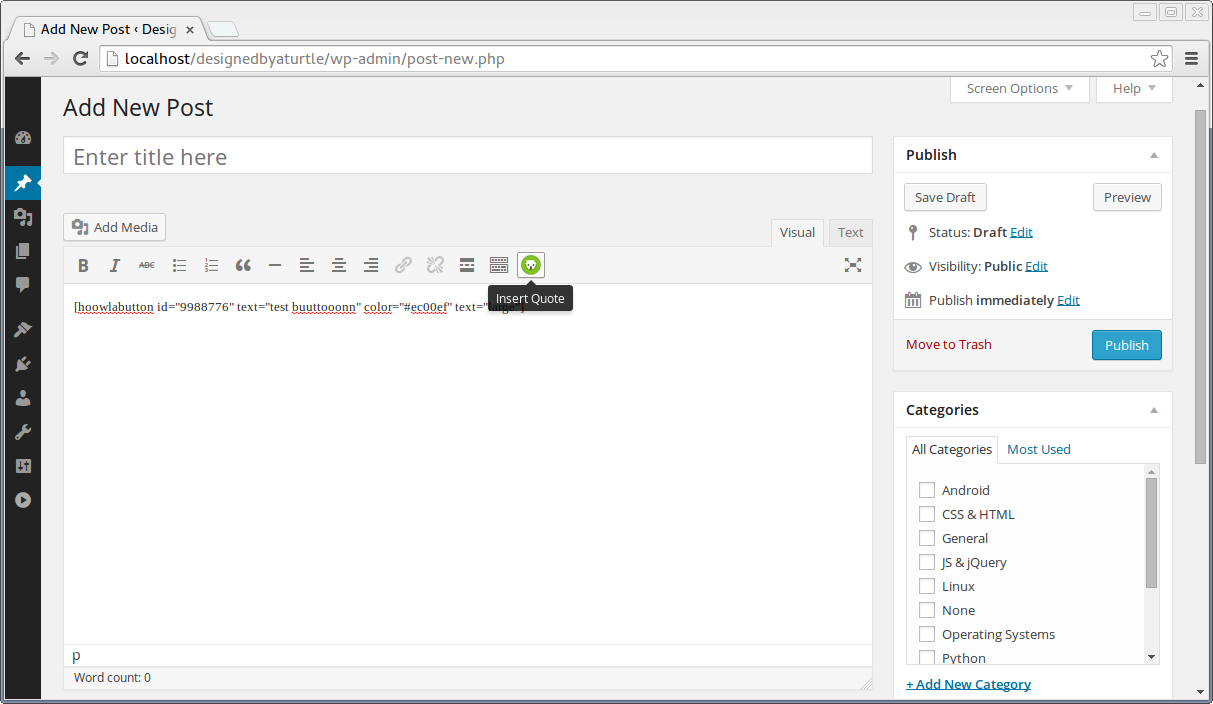 Add New Post ‹ Desig
localhost/designedbyaturtle/wp-admin/post-new.php
Screen Options
Help
Add New Post
Enter title here
Add Media
Visual
Text
B I ABC
Insert Quote
[hoowlabutton id="9988776" text="test buuttooonn" color="#ec00ef" text="large"]
p
Word count: 0
Publish
Save Draft
Preview
Status: Draft Edit
Visibility: Public Edit
Publish immediately Edit
Move to Trash
Publish
Categories
All Categories
Most Used
Android
CSS & HTML
General
JS & jQuery
Linux
None
Operating Systems
Python
+ Add New Category